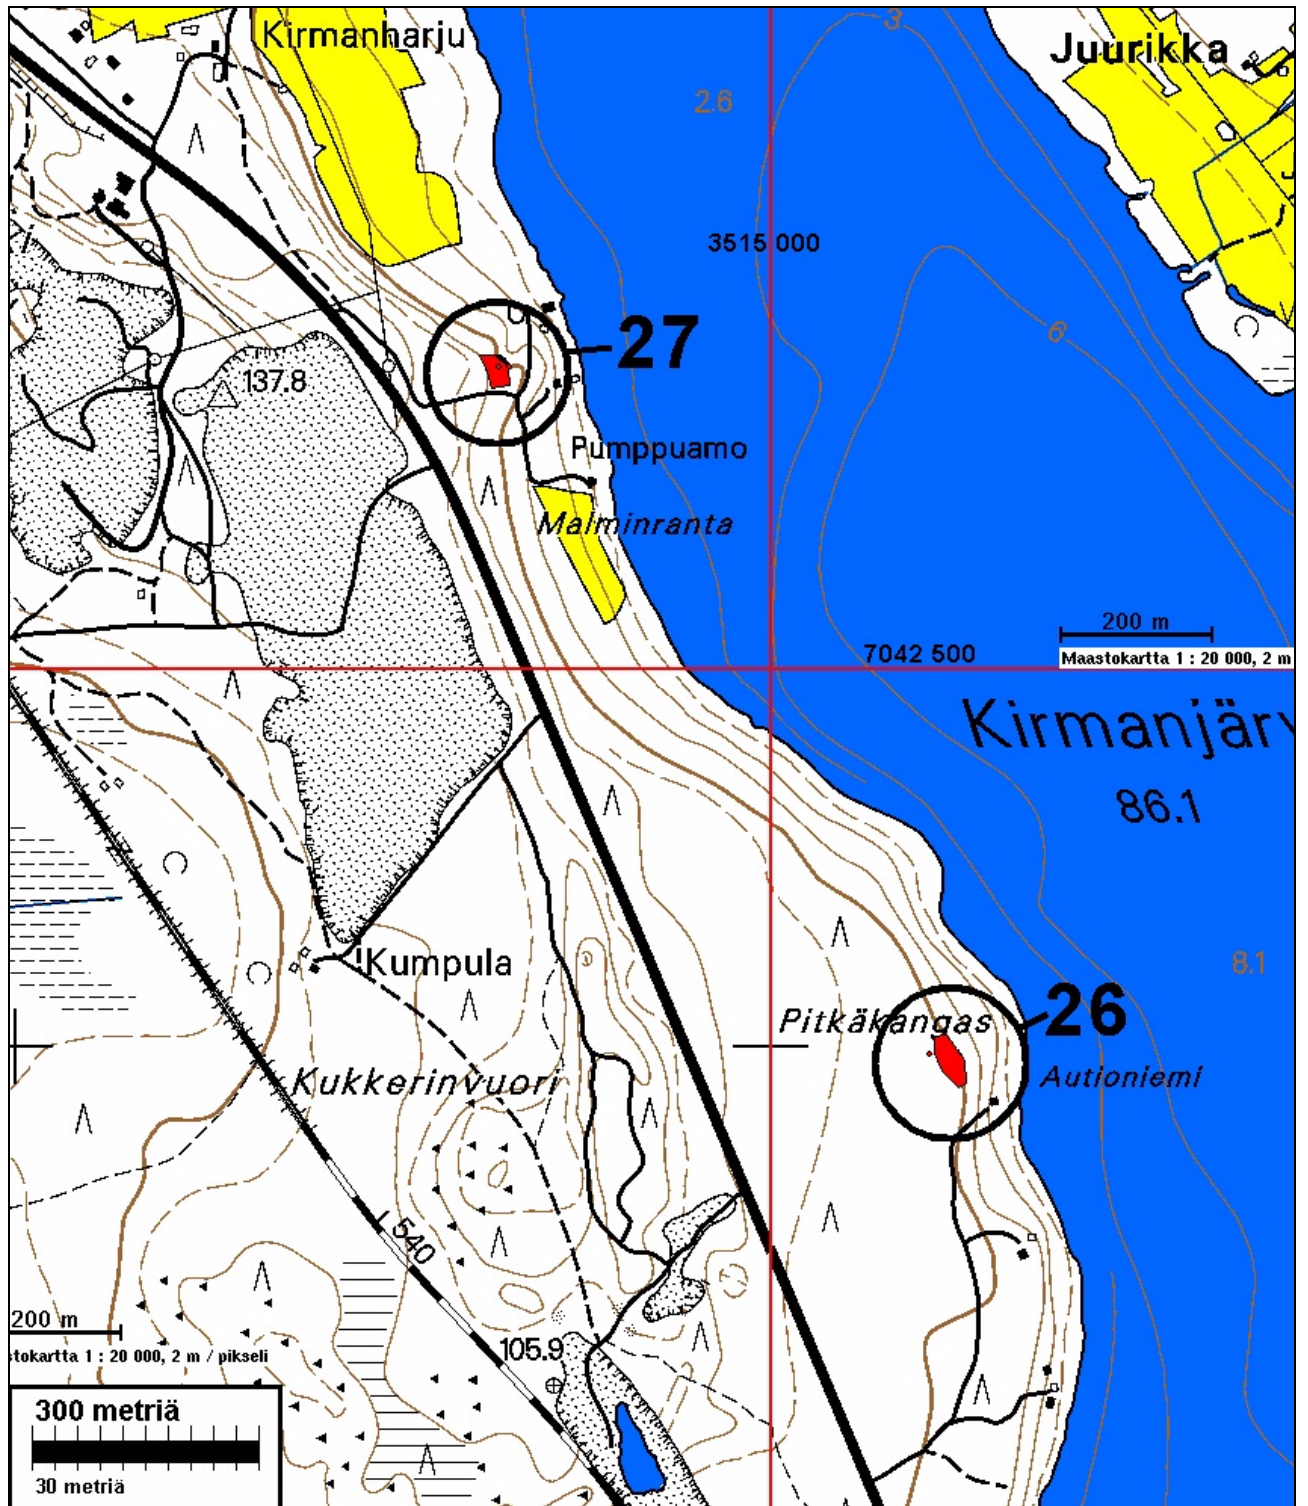 Kirmanharju
Juurikka
3
2.6
3515 000
6
27
137.8
Pumppuamo
Malminranta
200 m
7042 500
Maastokartta 1 : 20 000, 2 m
Kirmanjärv
86.1
8.1
Kumpula
26
Pitkäkangas
Kukkerinvuori
Autioniemi
540
200 m
stokartta 1 : 20 000, 2 m / pikseli
105.9
300 metriä
30 metriä